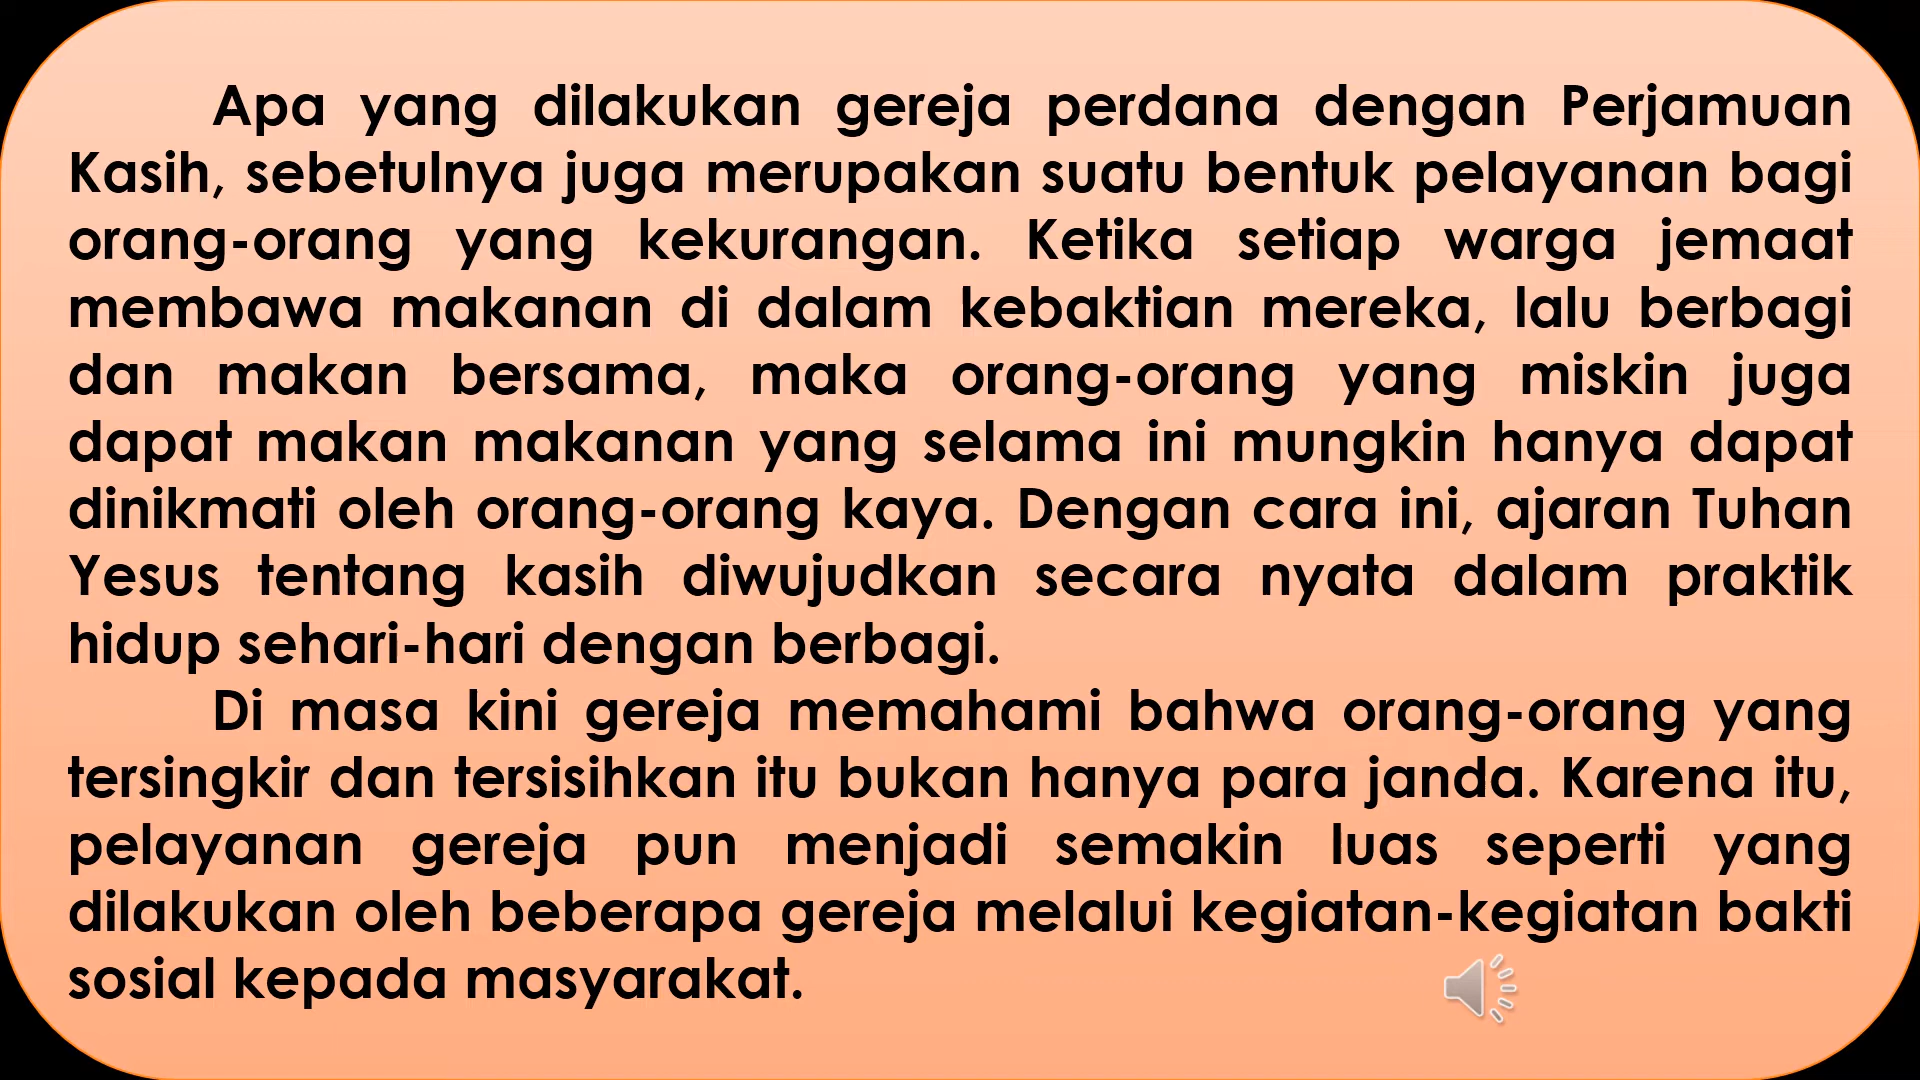 Apa yang dilakukan gereja perdana dengan Perjamuan
Kasih, sebetulnya juga merupakan suatu bentuk pelayanan bagi
orang-orang yang kekurangan. Ketika setiap warga jemaat
membawa makanan di dalam kebaktian mereka, lalu berbagi
dan makan bersama, maka orang-orang yang miskin juga
dapat makan makanan yang selama ini mungkin hanya dapat
dinikmati oleh orang-orang kaya. Dengan cara ini, ajaran Tuhan
Yesus tentang kasih diwujudkan secara nyata dalam praktik
hidup sehari-hari dengan berbagi.
Di masa kini gereja memahami bahwa orang-orang yang
tersingkir dan tersisihkan itu bukan hanya para janda. Karena itu,
pelayanan gereja pun menjadi semakin luas seperti yang
dilakukan oleh beberapa gereja melalui kegiatan-kegiatan bakti
sosial kepada masyarakat.